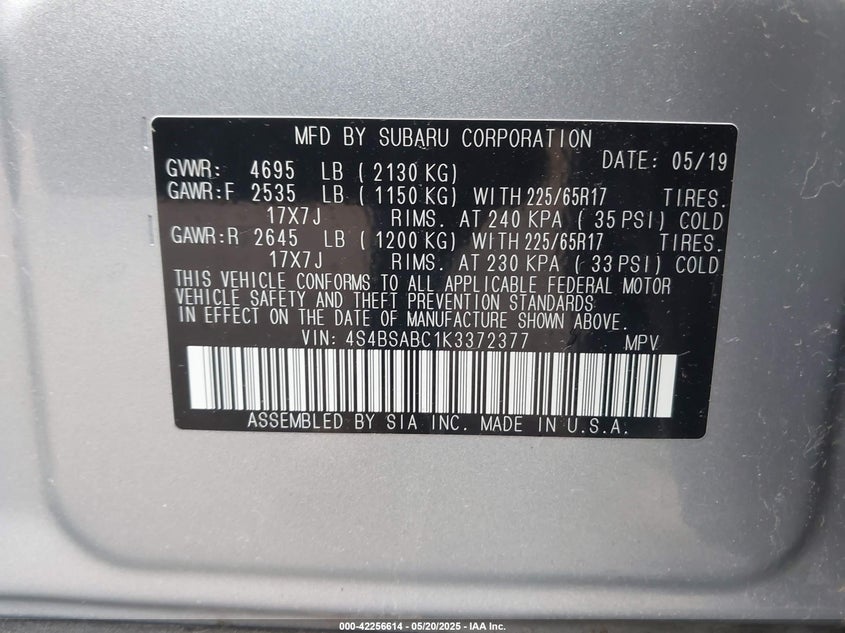 MFD BY SUBARU CORPORATION
DATE: 05/19
GVWR: 4695 LB (2130 KG)
GAWR:F 2535 LB (1150 KG) WITH 225/65R17 TIRES.
17X7J RIMS. AT 240 KPA (35 PSI) COLD
GAWR:R 2645 LB (1200 KG) WITH 225/65R17 TIRES.
17X7J RIMS. AT 230 KPA (33 PSI) COLD
THIS VEHICLE CONFORMS TO ALL APPLICABLE FEDERAL MOTOR
VEHICLE SAFETY AND THEFT PREVENTION STANDARDS
IN EFFECT ON THE DATE OF MANUFACTURE SHOWN ABOVE.
VIN: 4S4BSABC1K3372377 MPV
ASSEMBLED BY SIA INC. MADE IN U.S.A.
000-42256614 — 05/20/2025 — IAA Inc.